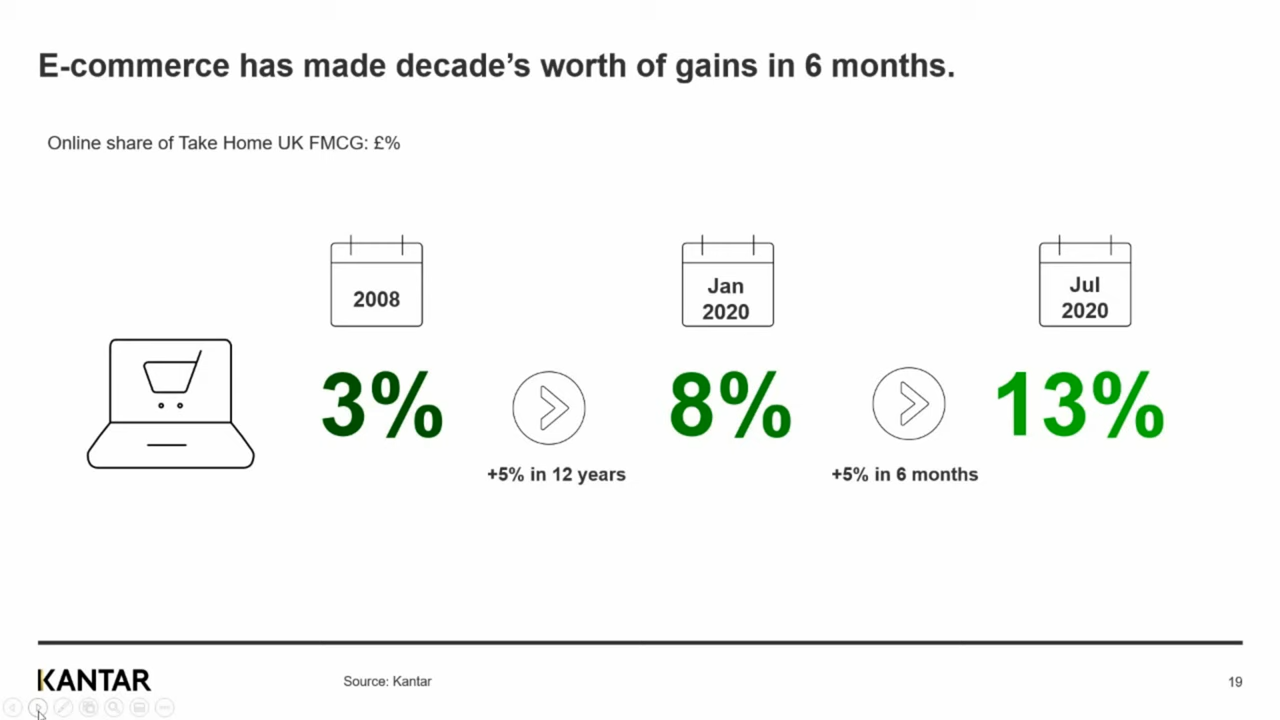 E-commerce has made decade’s worth of gains in 6 months.
Online share of Take Home UK FMCG: £%
2008
Jan
2020
Jul
2020
3%
8%
13%
+5% in 12 years
+5% in 6 months
KANTAR
Source: Kantar
19